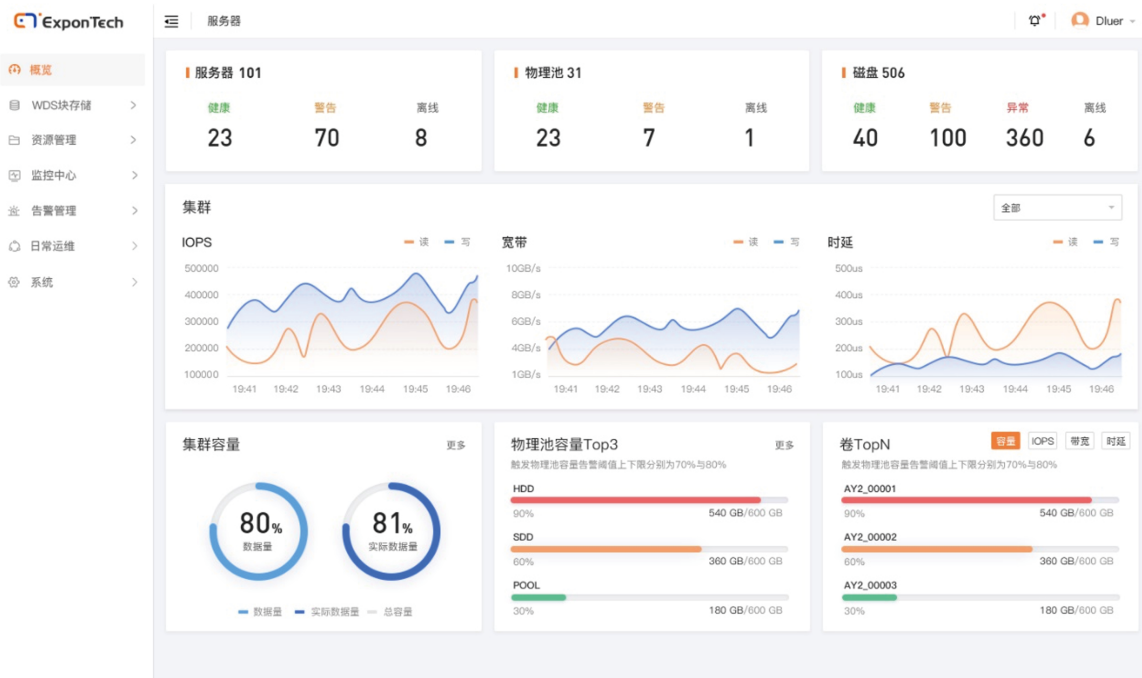 ExponTech
服务器
Dluer
概览
WDS块存储
资源管理
监控中心
告警管理
日常运维
系统
服务器 101
健康 警告 离线
23 70 8
物理池 31
健康 警告 离线
23 7 1
磁盘 506
健康 警告 异常 离线
40 100 360 6
集群
全部
IOPS
读 写
500000
400000
300000
200000
100000
19:41 19:42 19:43 19:44 19:45 19:46
宽带
读 写
10GB/s
8GB/s
6GB/s
4GB/s
1GB/s
19:41 19:42 19:43 19:44 19:45 19:46
时延
读 写
500us
400us
300us
200us
100us
19:41 19:42 19:43 19:44 19:45 19:46
集群容量 更多
80%
数据量
81%
实际数据量
数据量 实际数据量 总容量
物理池容量Top3 更多
触发物理池容量告警阈值上下限分别为70%与80%
HDD
90% 540 GB/600 GB
SDD
60% 360 GB/600 GB
POOL
30% 180 GB/600 GB
卷TopN 容量 IOPS 带宽 时延
触发物理池容量告警阈值上下限分别为70%与80%
AY2_00001
90% 540 GB/600 GB
AY2_00002
60% 360 GB/600 GB
AY2_00003
30% 180 GB/600 GB